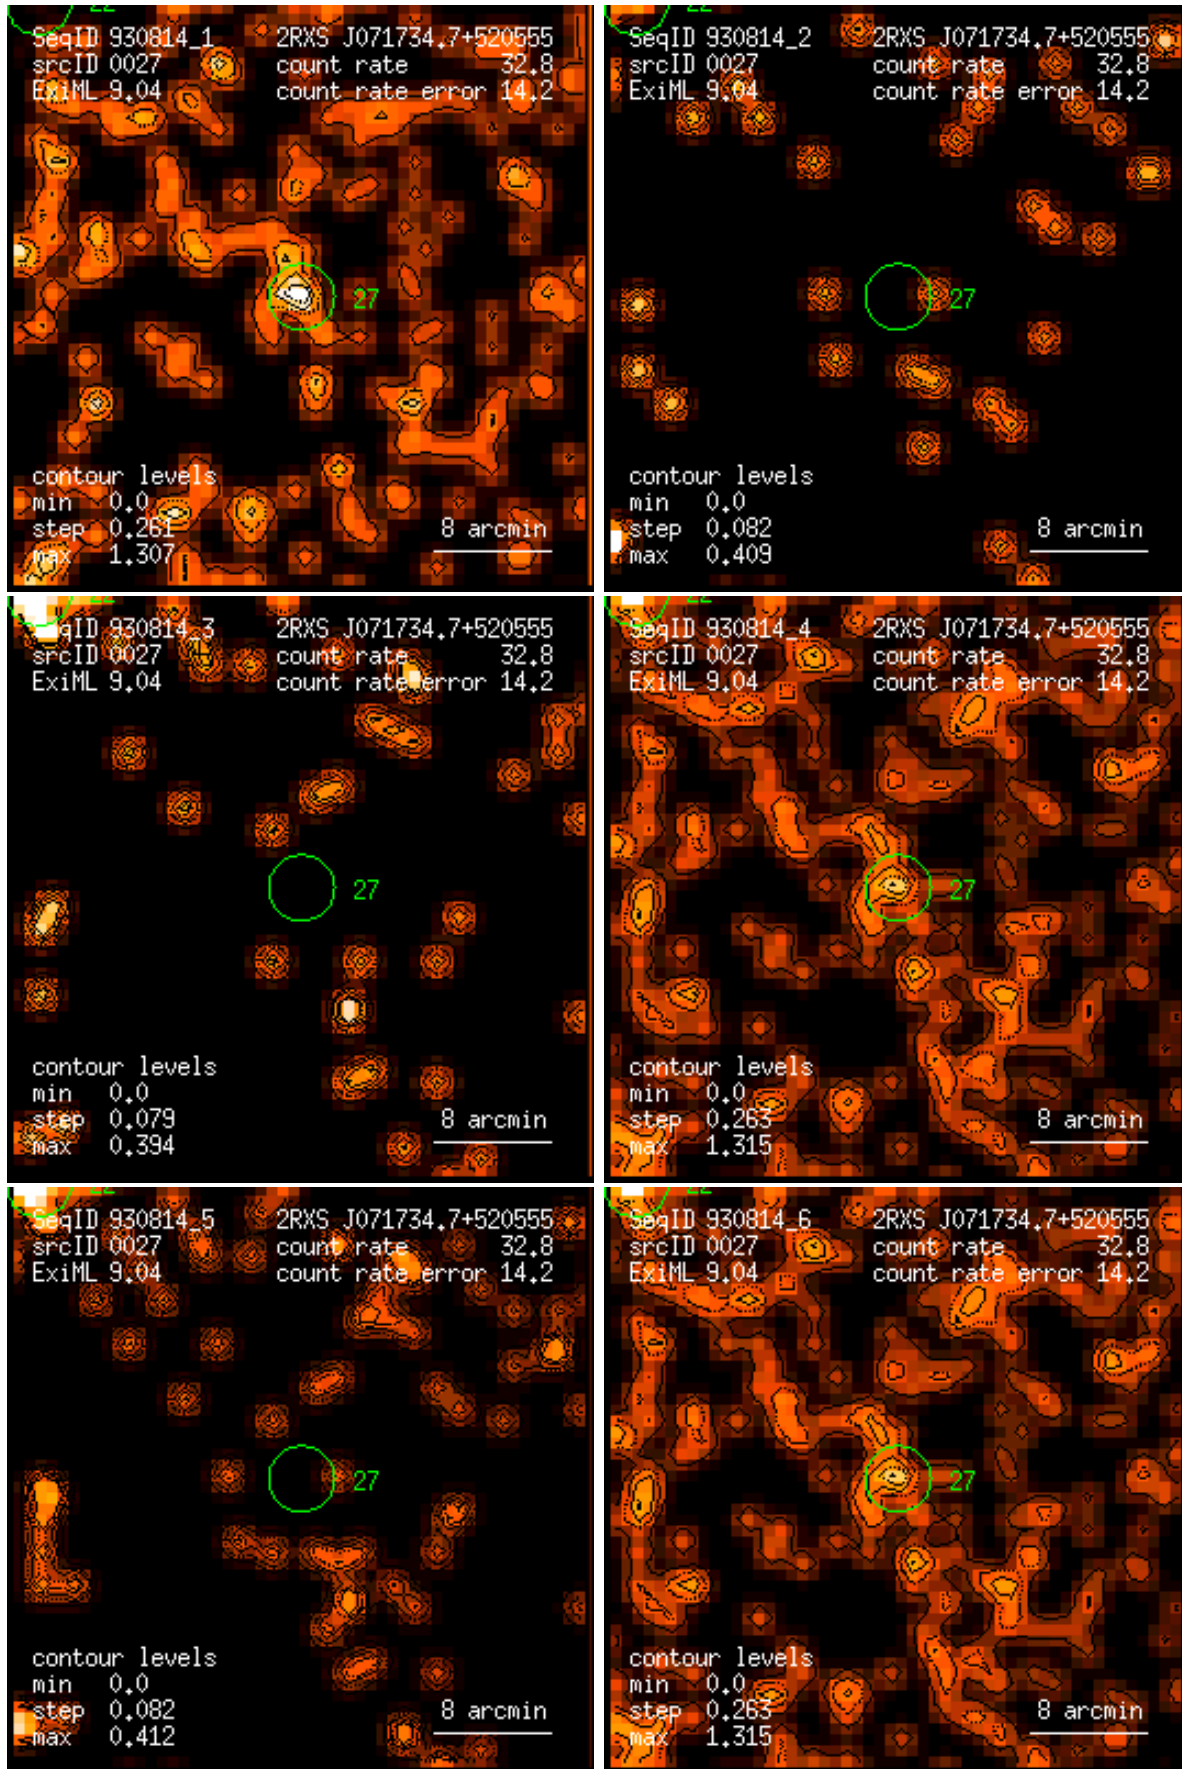 22
SeqID 930814_1 2RXS J071734.7+520555
srcID 0027 count rate 32.8
ExiML 9.04 count rate error 14.2
27
contour levels
min 0.0
step 0.261 8 arcmin
max 1.307
22
SeqID 930814_2 2RXS J071734.7+520555
srcID 0027 count rate 32.8
ExiML 9.04 count rate error 14.2
27
contour levels
min 0.0
step 0.082 8 arcmin
max 0.409
22
SeqID 930814_3 2RXS J071734.7+520555
srcID 0027 count rate 32.8
ExiML 9.04 count rate error 14.2
27
contour levels
min 0.0
step 0.079 8 arcmin
max 0.394
22
SeqID 930814_4 2RXS J071734.7+520555
srcID 0027 count rate 32.8
ExiML 9.04 count rate error 14.2
27
contour levels
min 0.0
step 0.263 8 arcmin
max 1.315
22
SeqID 930814_5 2RXS J071734.7+520555
srcID 0027 count rate 32.8
ExiML 9.04 count rate error 14.2
27
contour levels
min 0.0
step 0.082 8 arcmin
max 0.412
22
SeqID 930814_6 2RXS J071734.7+520555
srcID 0027 count rate 32.8
ExiML 9.04 count rate error 14.2
27
contour levels
min 0.0
step 0.263 8 arcmin
max 1.315